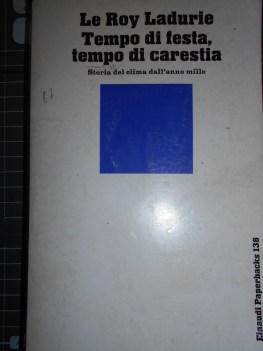 Le Roy Ladurie
Tempo di festa,
tempo di carestia
Storia del clima dall'anno mille
Einaudi Paperbacks 138